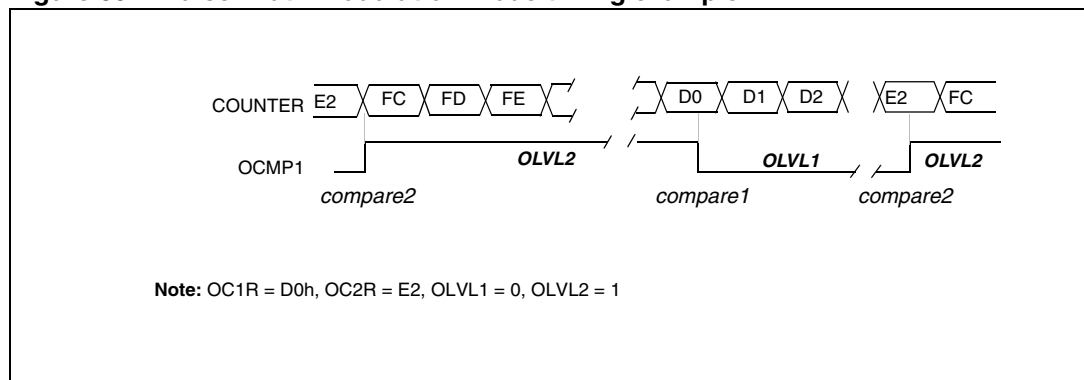 COUNTER E2 FC FD FE D0 D1 D2 E2 FC
OCMP1 OLVL2 OLVL1 OLVL2
compare2 compare1 compare2
Note: OC1R = D0h, OC2R = E2, OLVL1 = 0, OLVL2 = 1